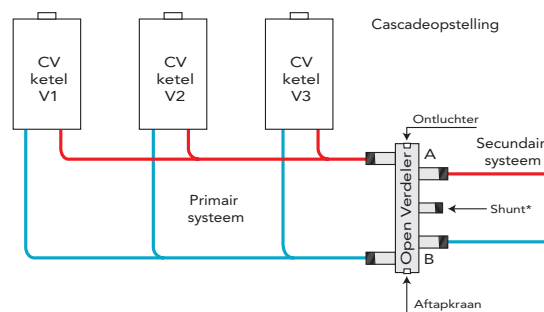 Cascadeopstelling
CV
ketel
V1
CV
ketel
V2
CV
ketel
V3
Ontluchter
A
Secundair
systeem
Primair
systeem
Open Verdeler
Shunt*
B
Aftapkraan